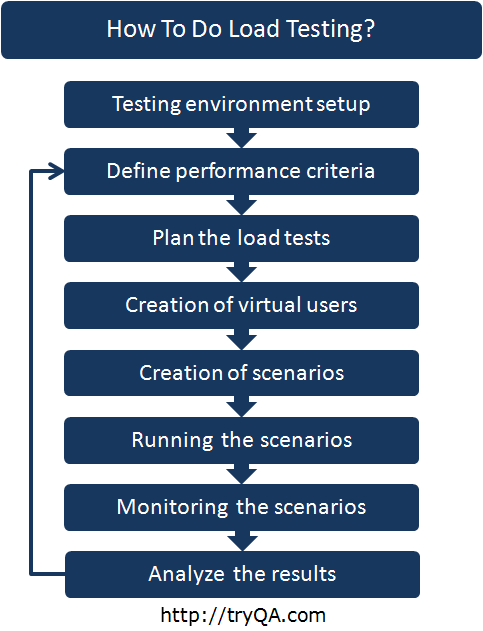 How To Do Load Testing?
Testing environment setup
Define performance criteria
Plan the load tests
Creation of virtual users
Creation of scenarios
Running the scenarios
Monitoring the scenarios
Analyze the results
http://tryQA.com